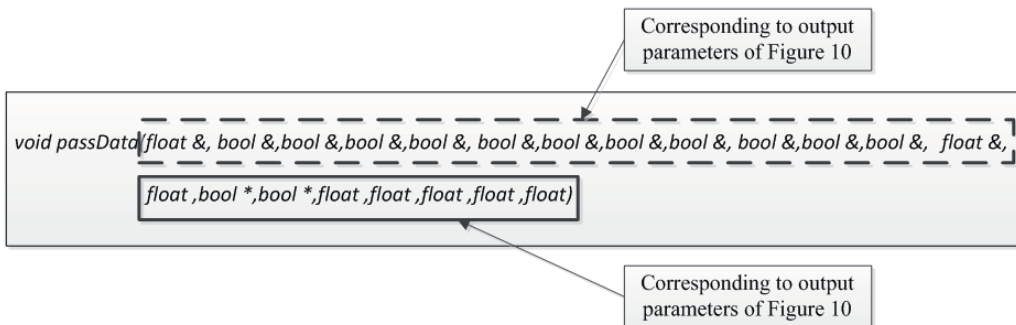 Corresponding to output
parameters of Figure 10
void passData(float &, bool &,bool &,bool &,bool &, bool &,bool &,bool &,bool &, bool &,bool &,bool &, float &,
float ,bool *,bool *,float ,float ,float ,float ,float)
Corresponding to output
parameters of Figure 10